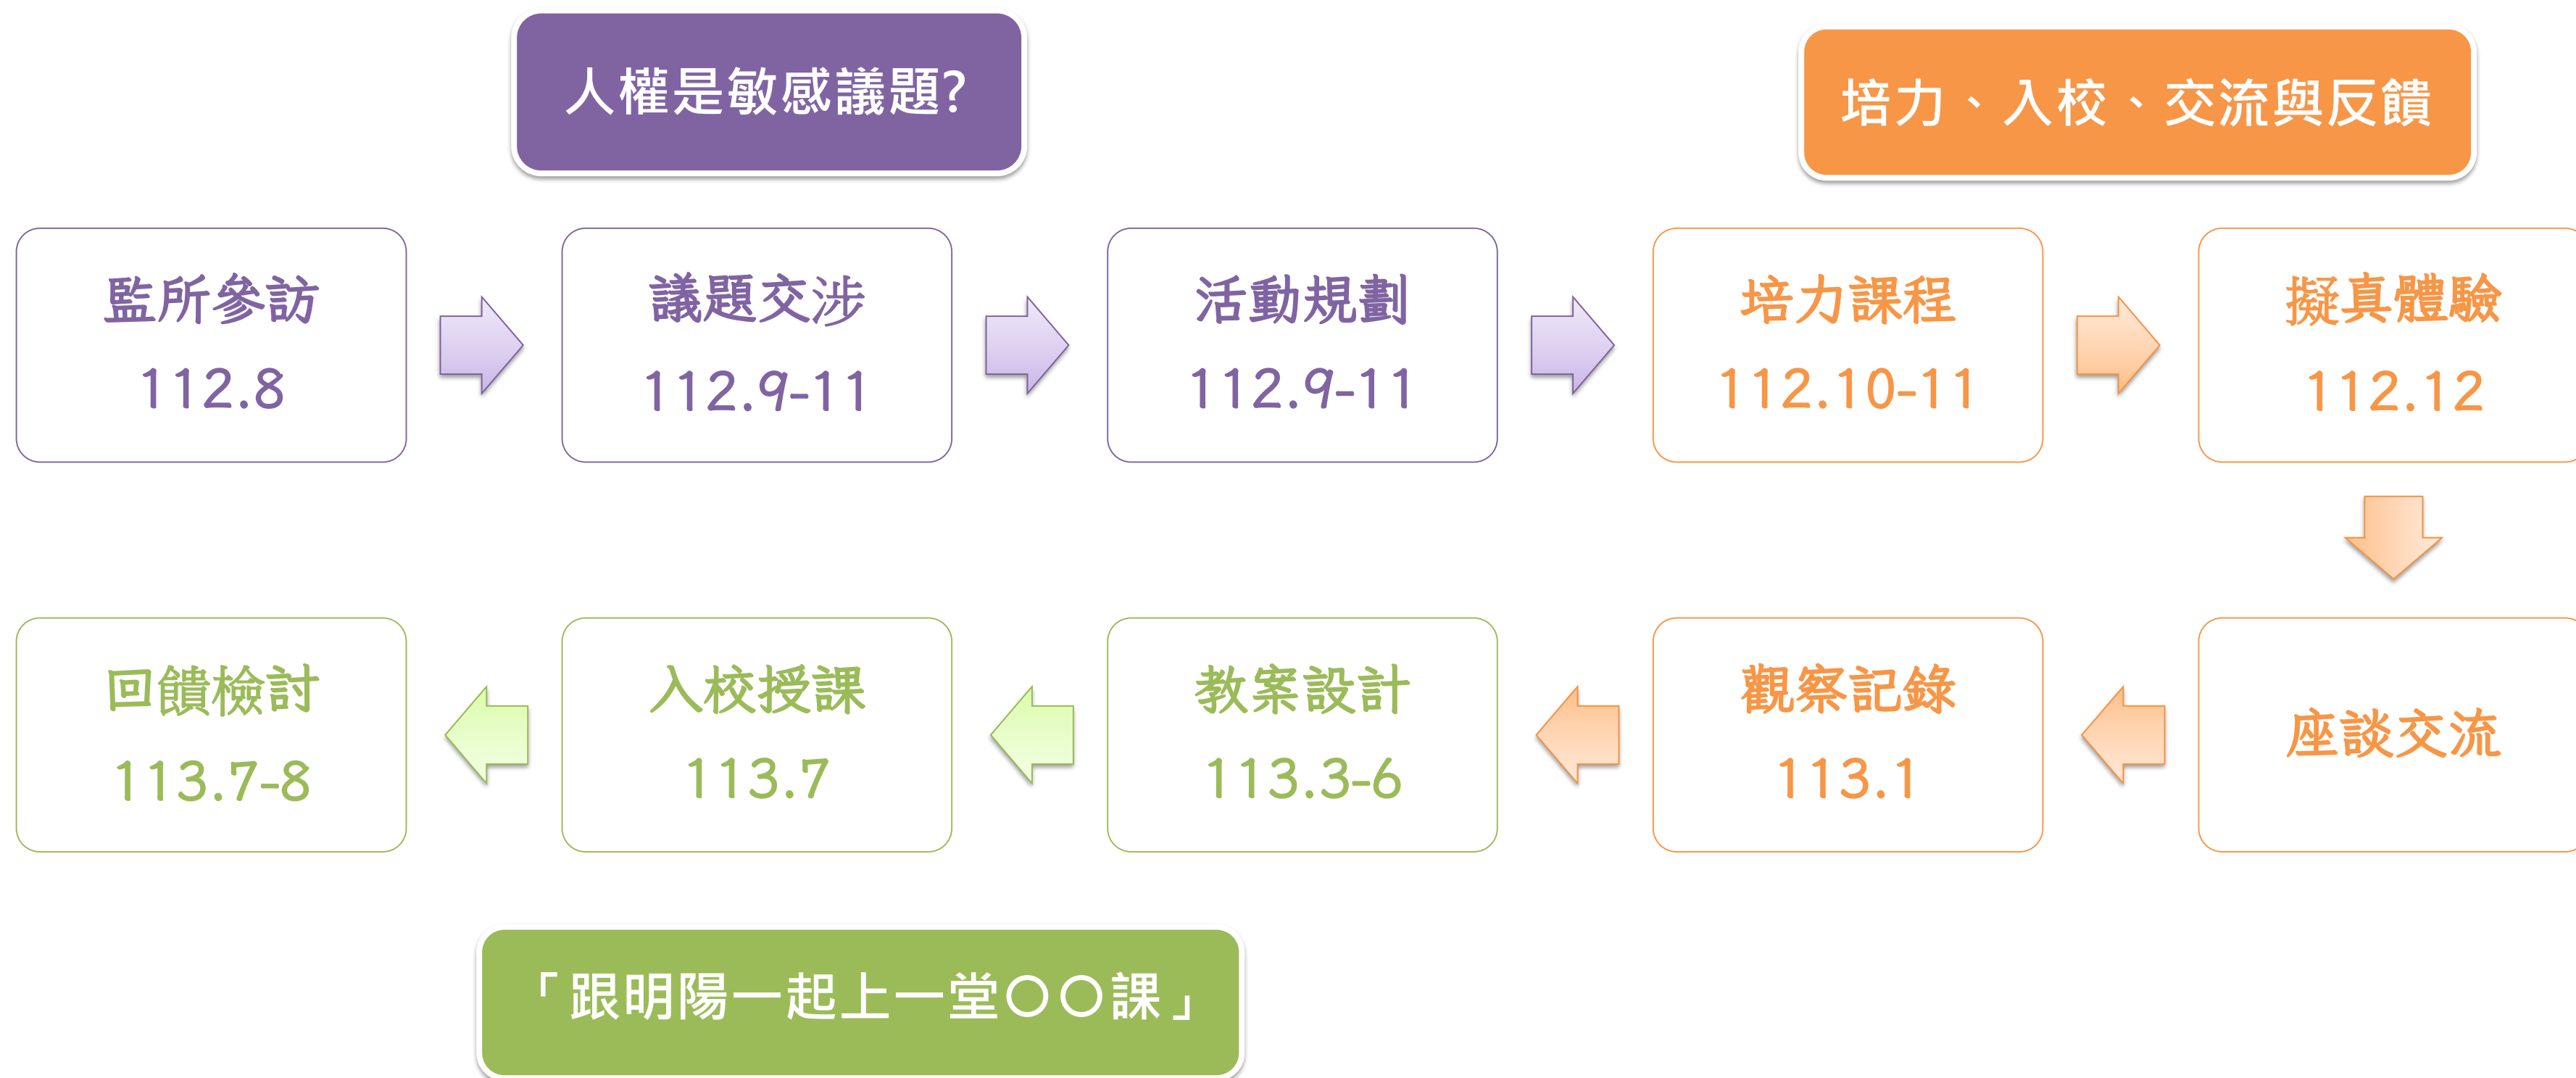 人權是敏感議題?
培力、入校、交流與反饋
監所參訪
112.8
議題交涉
112.9-11
活動規劃
112.9-11
培力課程
112.10-11
擬真體驗
112.12
座談交流
觀察記錄
113.1
教案設計
113.3-6
入校授課
113.7
回饋檢討
113.7-8
「跟明陽一起上一堂○○課」